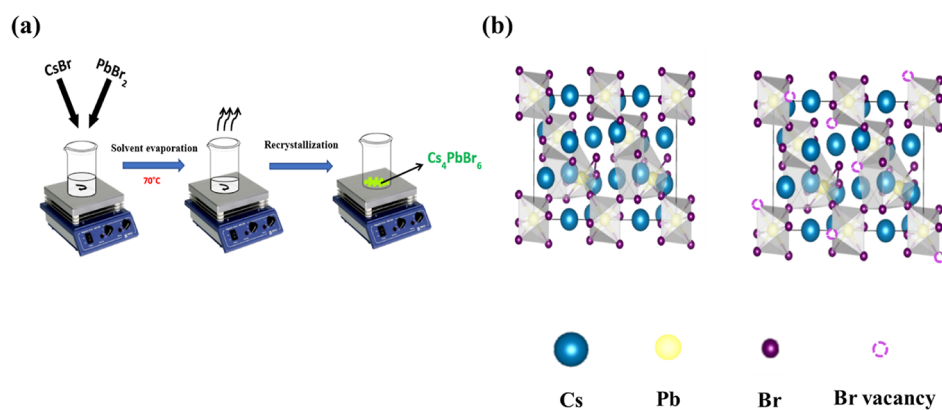 (a)
CsBr
PbBr₂
Solvent evaporation
70°C
Recrystallization
Cs₄PbBr₆
(b)
Cs
Pb
Br
Br vacancy